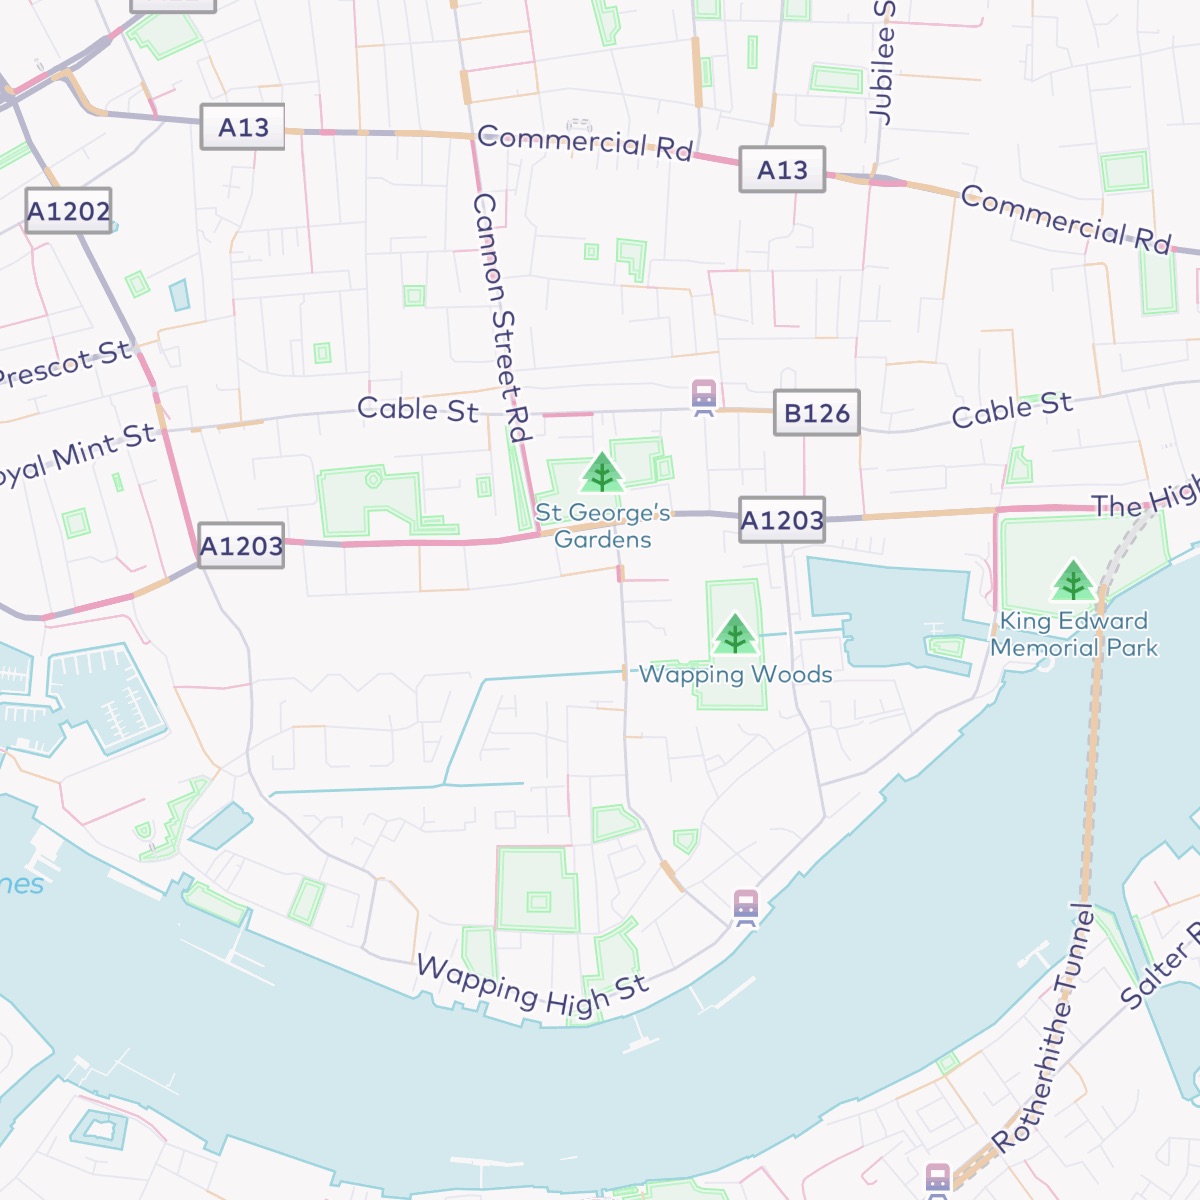 Jubilee S
A13
Commercial Rd
A13
A1202
Commercial Rd
Cannon Street Rd
Prescot St
Cable St
B126
Cable St
oyal Mint St
The High
St George's
Gardens
A1203
A1203
King Edward
Memorial Park
Wapping Woods
mes
Wapping High St
Rotherhithe Tunnel
Salter R